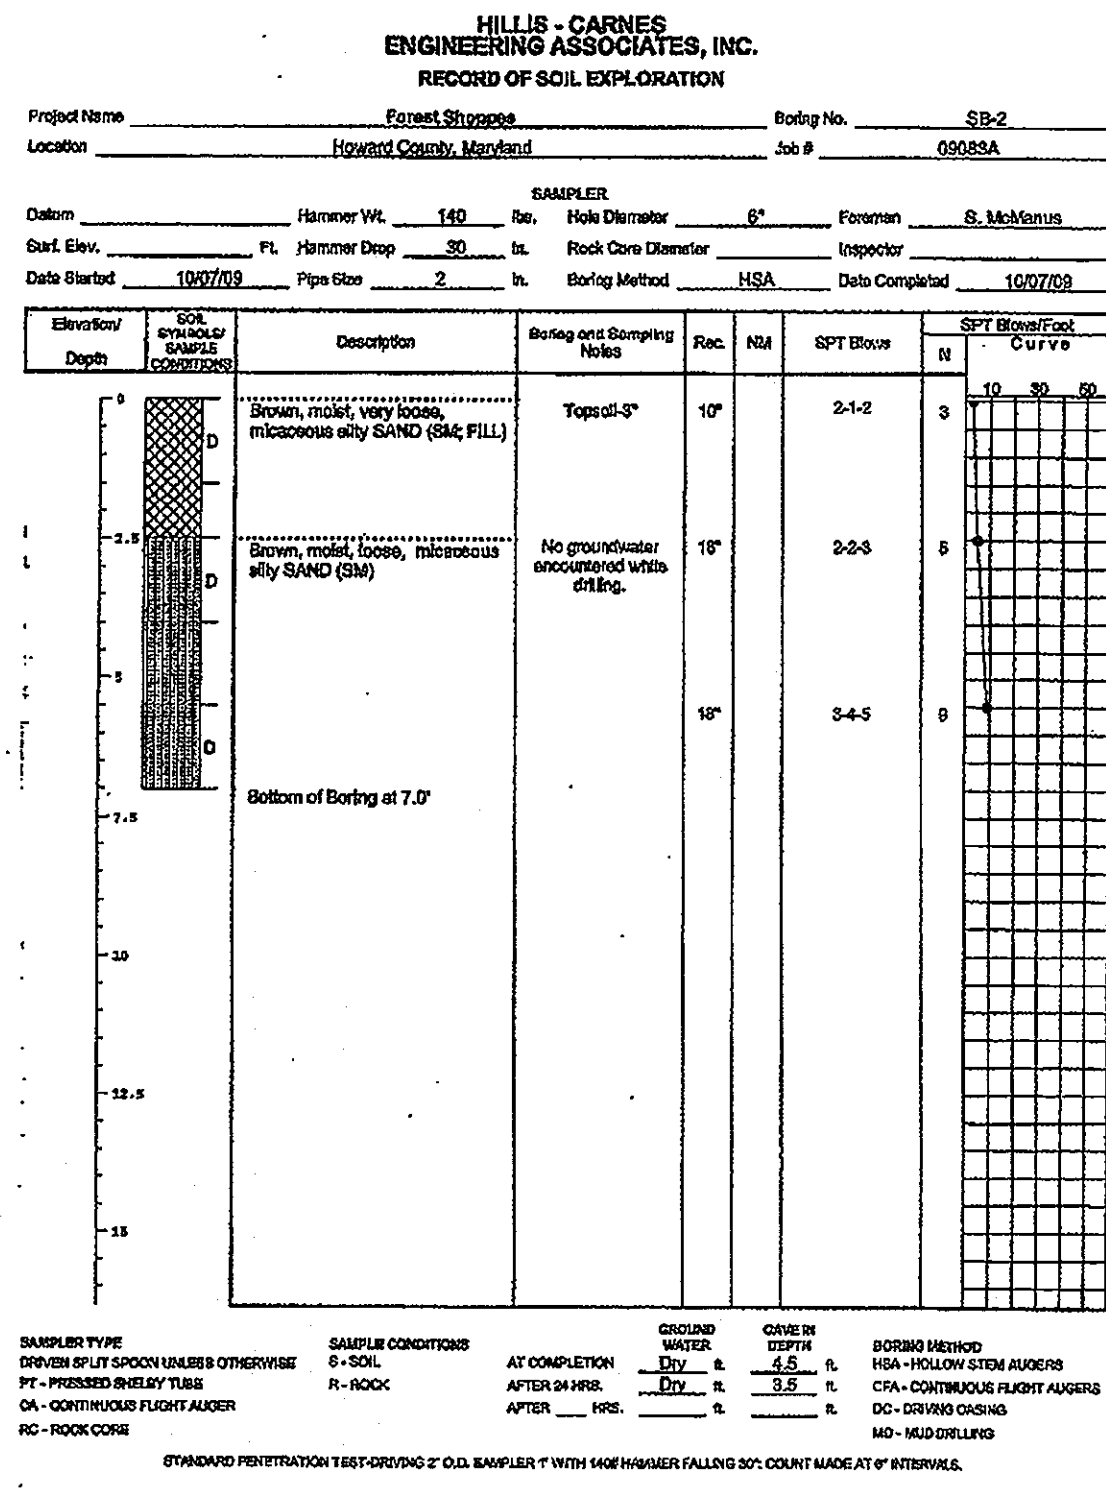 HILLIS - CARNES
ENGINEERING ASSOCIATES, INC.
RECORD OF SOIL EXPLORATION
Project Name Forest Shoppes Boring No. SB-2
Location Howard County, Maryland Job # 09083A
SAMPLER
Datum Hammer Wt. 140 lbs. Hole Diameter 6" Foreman S. McManus
Surf. Elev. Ft. Hammer Drop 30 in. Rock Core Diameter Inspector
Date Started 10/07/09 Pipe Size 2 in. Boring Method HSA Date Completed 10/07/09
Elevation/ Depth
SOIL SYMBOLS/ SAMPLE CONDITIONS
Description
Boring and Sampling Notes
Rec.
NM
SPT Blows
SPT Blows/Foot
N
Curve
10 30 50
0
Brown, moist, very loose, Topsoil-3" 10" 2-1-2 3
micaceous silty SAND (SM; FILL)
D
2.5
Brown, moist, loose, micaceous No groundwater 18" 2-2-3 5
silty SAND (SM) encountered while
drilling.
D
5
18" 3-4-5 9
D
Bottom of Boring at 7.0'
7.5
10
12.5
15
SAMPLER TYPE
DRIVEN SPLIT SPOON UNLESS OTHERWISE
PT - PRESSED SHELBY TUBE
CA - CONTINUOUS FLIGHT AUGER
RC - ROCK CORE
SAMPLE CONDITIONS
S - SOIL
R - ROCK
GROUND WATER
CAVE IN DEPTH
AT COMPLETION Dry ft. 4.5 ft.
AFTER 24 HRS. Dry ft. 3.5 ft.
AFTER HRS. ft. ft.
BORING METHOD
HSA - HOLLOW STEM AUGERS
CFA - CONTINUOUS FLIGHT AUGERS
DC - DRIVING CASING
MD - MUD DRILLING
STANDARD PENETRATION TEST-DRIVING 2" O.D. SAMPLER 1' WITH 140# HAMMER FALLING 30": COUNT MADE AT 6" INTERVALS.